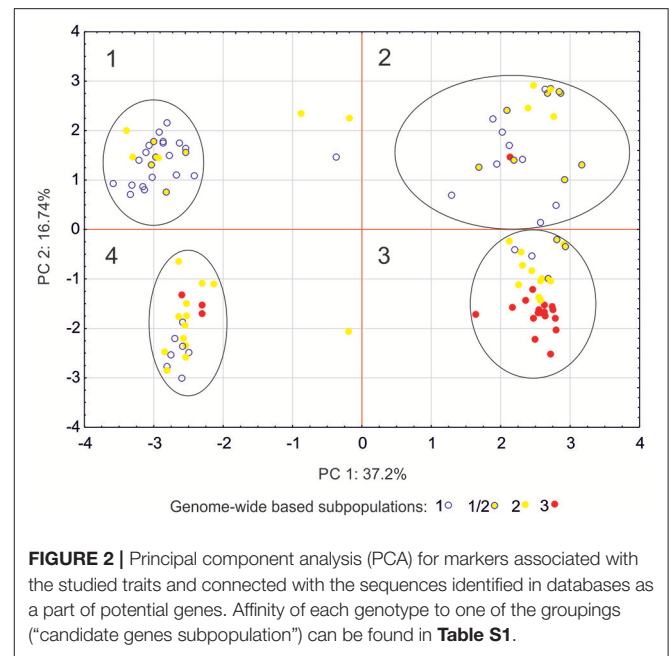 4
3
2
1
0
-1
-2
-3
-4
1
2
4
3
PC 2: 16.74%
-4 -3 -2 -1 0 1 2 3 4
PC 1: 37.2%
Genome-wide based subpopulations: 1 1/2 2 3
FIGURE 2 | Principal component analysis (PCA) for markers associated with
the studied traits and connected with the sequences identified in databases as
a part of potential genes. Affinity of each genotype to one of the groupings
(“candidate genes subpopulation”) can be found in Table S1.